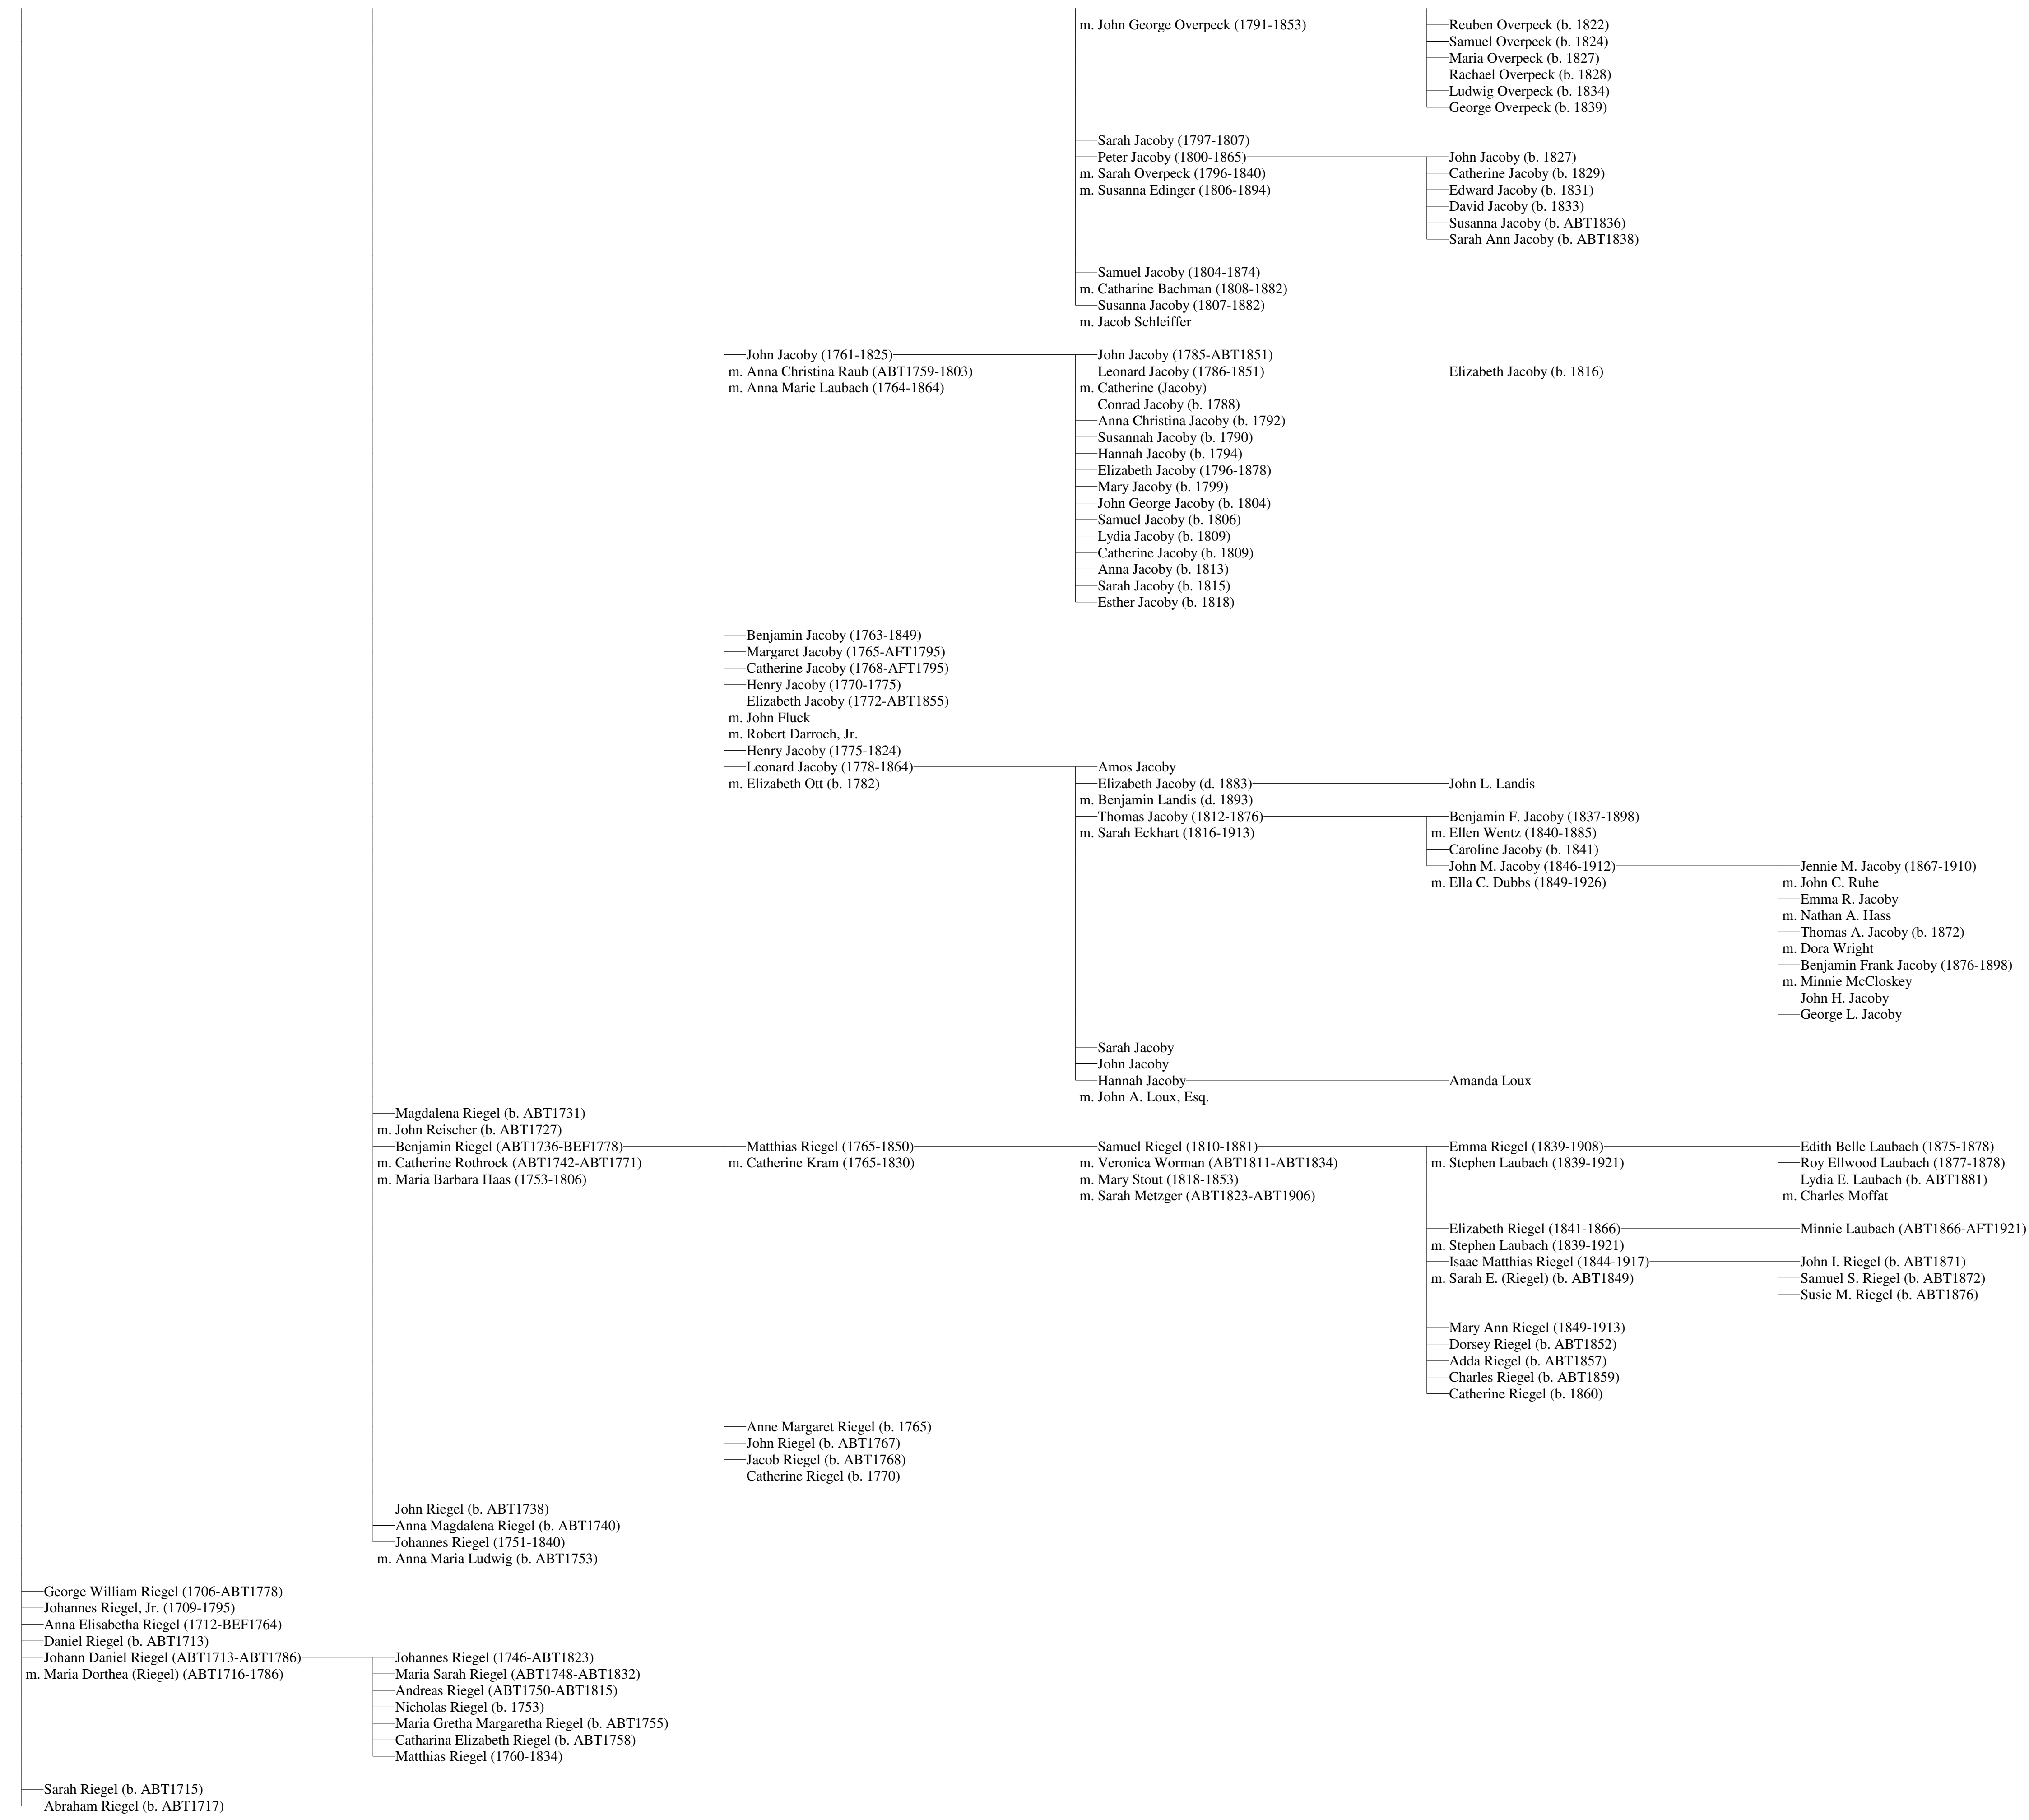 m. John George Overpeck (1791-1853)
Reuben Overpeck (b. 1822)
Samuel Overpeck (b. 1824)
Maria Overpeck (b. 1827)
Rachael Overpeck (b. 1828)
Ludwig Overpeck (b. 1834)
George Overpeck (b. 1839)
Sarah Jacoby (1797-1807)
Peter Jacoby (1800-1865)
John Jacoby (b. 1827)
m. Sarah Overpeck (1796-1840)
Catherine Jacoby (b. 1829)
m. Susanna Edinger (1806-1894)
Edward Jacoby (b. 1831)
David Jacoby (b. 1833)
Susanna Jacoby (b. ABT1836)
Sarah Ann Jacoby (b. ABT1838)
Samuel Jacoby (1804-1874)
m. Catharine Bachman (1808-1882)
Susanna Jacoby (1807-1882)
m. Jacob Schleiffer
John Jacoby (1761-1825)
John Jacoby (1785-ABT1851)
m. Anna Christina Raub (ABT1759-1803)
Leonard Jacoby (1786-1851)
Elizabeth Jacoby (b. 1816)
m. Anna Marie Laubach (1764-1864)
m. Catherine (Jacoby)
Conrad Jacoby (b. 1788)
Anna Christina Jacoby (b. 1792)
Susannah Jacoby (b. 1790)
Hannah Jacoby (b. 1794)
Elizabeth Jacoby (1796-1878)
Mary Jacoby (b. 1799)
John George Jacoby (b. 1804)
Samuel Jacoby (b. 1806)
Lydia Jacoby (b. 1809)
Catherine Jacoby (b. 1809)
Anna Jacoby (b. 1813)
Sarah Jacoby (b. 1815)
Esther Jacoby (b. 1818)
Benjamin Jacoby (1763-1849)
Margaret Jacoby (1765-AFT1795)
Catherine Jacoby (1768-AFT1795)
Henry Jacoby (1770-1775)
Elizabeth Jacoby (1772-ABT1855)
m. John Fluck
m. Robert Darroch, Jr.
Henry Jacoby (1775-1824)
Leonard Jacoby (1778-1864)
Amos Jacoby
m. Elizabeth Ott (b. 1782)
Elizabeth Jacoby (d. 1883)
John L. Landis
m. Benjamin Landis (d. 1893)
Thomas Jacoby (1812-1876)
Benjamin F. Jacoby (1837-1898)
m. Sarah Eckhart (1816-1913)
m. Ellen Wentz (1840-1885)
Caroline Jacoby (b. 1841)
John M. Jacoby (1846-1912)
Jennie M. Jacoby (1867-1910)
m. Ella C. Dubbs (1849-1926)
m. John C. Ruhe
Emma R. Jacoby
m. Nathan A. Hass
Thomas A. Jacoby (b. 1872)
m. Dora Wright
Benjamin Frank Jacoby (1876-1898)
m. Minnie McCloskey
John H. Jacoby
George L. Jacoby
Sarah Jacoby
John Jacoby
Hannah Jacoby
Amanda Loux
m. John A. Loux, Esq.
Magdalena Riegel (b. ABT1731)
m. John Reischer (b. ABT1727)
Benjamin Riegel (ABT1736-BEF1778)
Matthias Riegel (1765-1850)
Samuel Riegel (1810-1881)
Emma Riegel (1839-1908)
Edith Belle Laubach (1875-1878)
m. Catherine Rothrock (ABT1742-ABT1771)
m. Catherine Kram (1765-1830)
m. Veronica Worman (ABT1811-ABT1834)
m. Stephen Laubach (1839-1921)
Roy Ellwood Laubach (1877-1878)
m. Maria Barbara Haas (1753-1806)
m. Mary Stout (1818-1853)
Lydia E. Laubach (b. ABT1881)
m. Sarah Metzger (ABT1823-ABT1906)
m. Charles Moffat
Elizabeth Riegel (1841-1866)
Minnie Laubach (ABT1866-AFT1921)
m. Stephen Laubach (1839-1921)
Isaac Matthias Riegel (1844-1917)
John I. Riegel (b. ABT1871)
m. Sarah E. (Riegel) (b. ABT1849)
Samuel S. Riegel (b. ABT1872)
Susie M. Riegel (b. ABT1876)
Mary Ann Riegel (1849-1913)
Dorsey Riegel (b. ABT1852)
Adda Riegel (b. ABT1857)
Charles Riegel (b. ABT1859)
Catherine Riegel (b. 1860)
Anne Margaret Riegel (b. 1765)
John Riegel (b. ABT1767)
Jacob Riegel (b. ABT1768)
Catherine Riegel (b. 1770)
John Riegel (b. ABT1738)
Anna Magdalena Riegel (b. ABT1740)
Johannes Riegel (1751-1840)
m. Anna Maria Ludwig (b. ABT1753)
George William Riegel (1706-ABT1778)
Johannes Riegel, Jr. (1709-1795)
Anna Elisabetha Riegel (1712-BEF1764)
Daniel Riegel (b. ABT1713)
Johann Daniel Riegel (ABT1713-ABT1786)
Johannes Riegel (1746-ABT1823)
m. Maria Dorthea (Riegel) (ABT1716-1786)
Maria Sarah Riegel (ABT1748-ABT1832)
Andreas Riegel (ABT1750-ABT1815)
Nicholas Riegel (b. 1753)
Maria Gretha Margaretha Riegel (b. ABT1755)
Catharina Elizabeth Riegel (b. ABT1758)
Matthias Riegel (1760-1834)
Sarah Riegel (b. ABT1715)
Abraham Riegel (b. ABT1717)